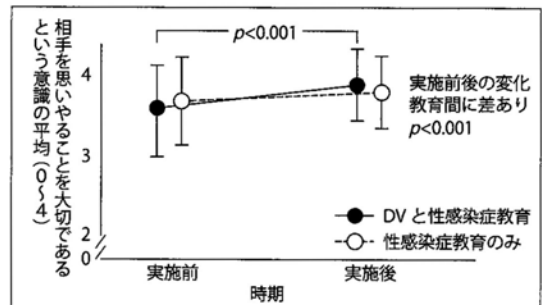 相手を思いやることを大切である
という意識の平均(0〜4)
4
3
2
0
p<0.001
実施前後の変化
教育間に差あり
p<0.001
DVと性感染症教育
性感染症教育のみ
実施前
実施後
時期